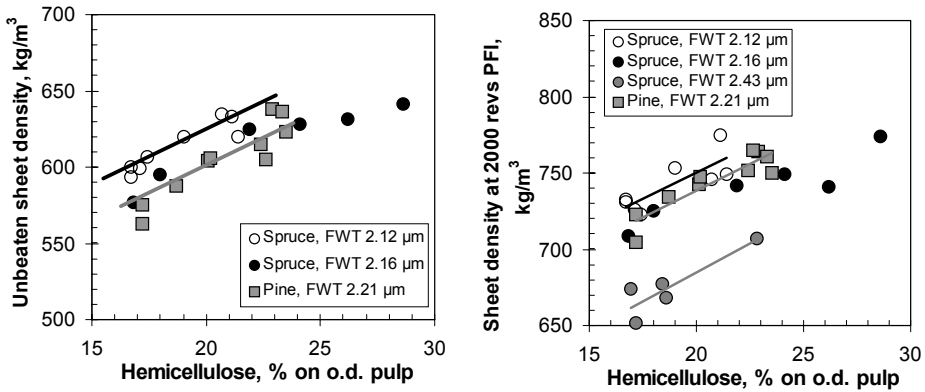 Unbeaten sheet density, kg/m³
700
650
600
550
500
15
20
25
30
Hemicellulose, % on o.d. pulp
Spruce, FWT 2.12 µm
Spruce, FWT 2.16 µm
Pine, FWT 2.21 µm
Sheet density at 2000 revs PFI,
kg/m³
850
800
750
700
650
15
20
25
30
Hemicellulose, % on o.d. pulp
Spruce, FWT 2.12 µm
Spruce, FWT 2.16 µm
Spruce, FWT 2.43 µm
Pine, FWT 2.21 µm